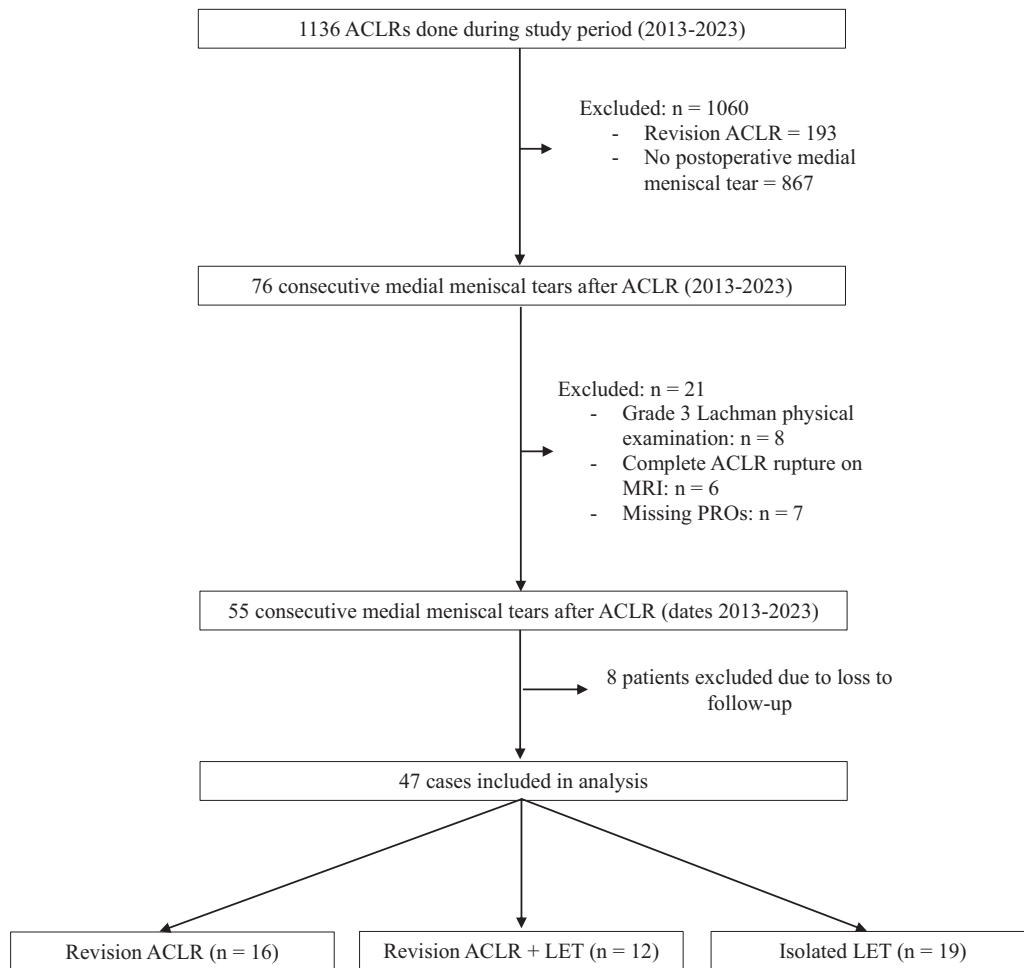 1136 ACLRs done during study period (2013-2023)
Excluded: n = 1060
- Revision ACLR = 193
- No postoperative medial
meniscal tear = 867
76 consecutive medial meniscal tears after ACLR (2013-2023)
Excluded: n = 21
- Grade 3 Lachman physical
examination: n = 8
- Complete ACLR rupture on
MRI: n = 6
- Missing PROs: n = 7
55 consecutive medial meniscal tears after ACLR (dates 2013-2023)
8 patients excluded due to loss to
follow-up
47 cases included in analysis
Revision ACLR (n = 16)
Revision ACLR + LET (n = 12)
Isolated LET (n = 19)